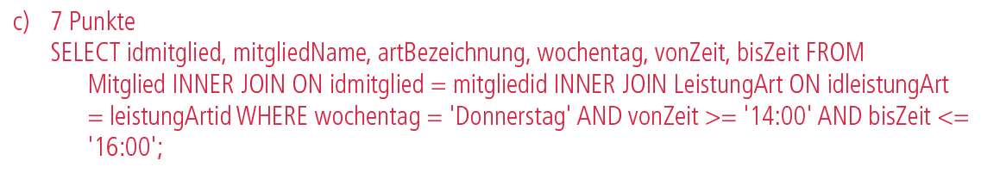 c) 7 Punkte
SELECT idmitglied, mitgliedName, artBezeichnung, wochentag, vonZeit, bisZeit FROM
Mitglied INNER JOIN ON idmitglied = mitgliedid INNER JOIN LeistungArt ON idleistungArt
= leistungArtid WHERE wochentag = 'Donnerstag' AND vonZeit >= '14:00' AND bisZeit <=
'16:00';